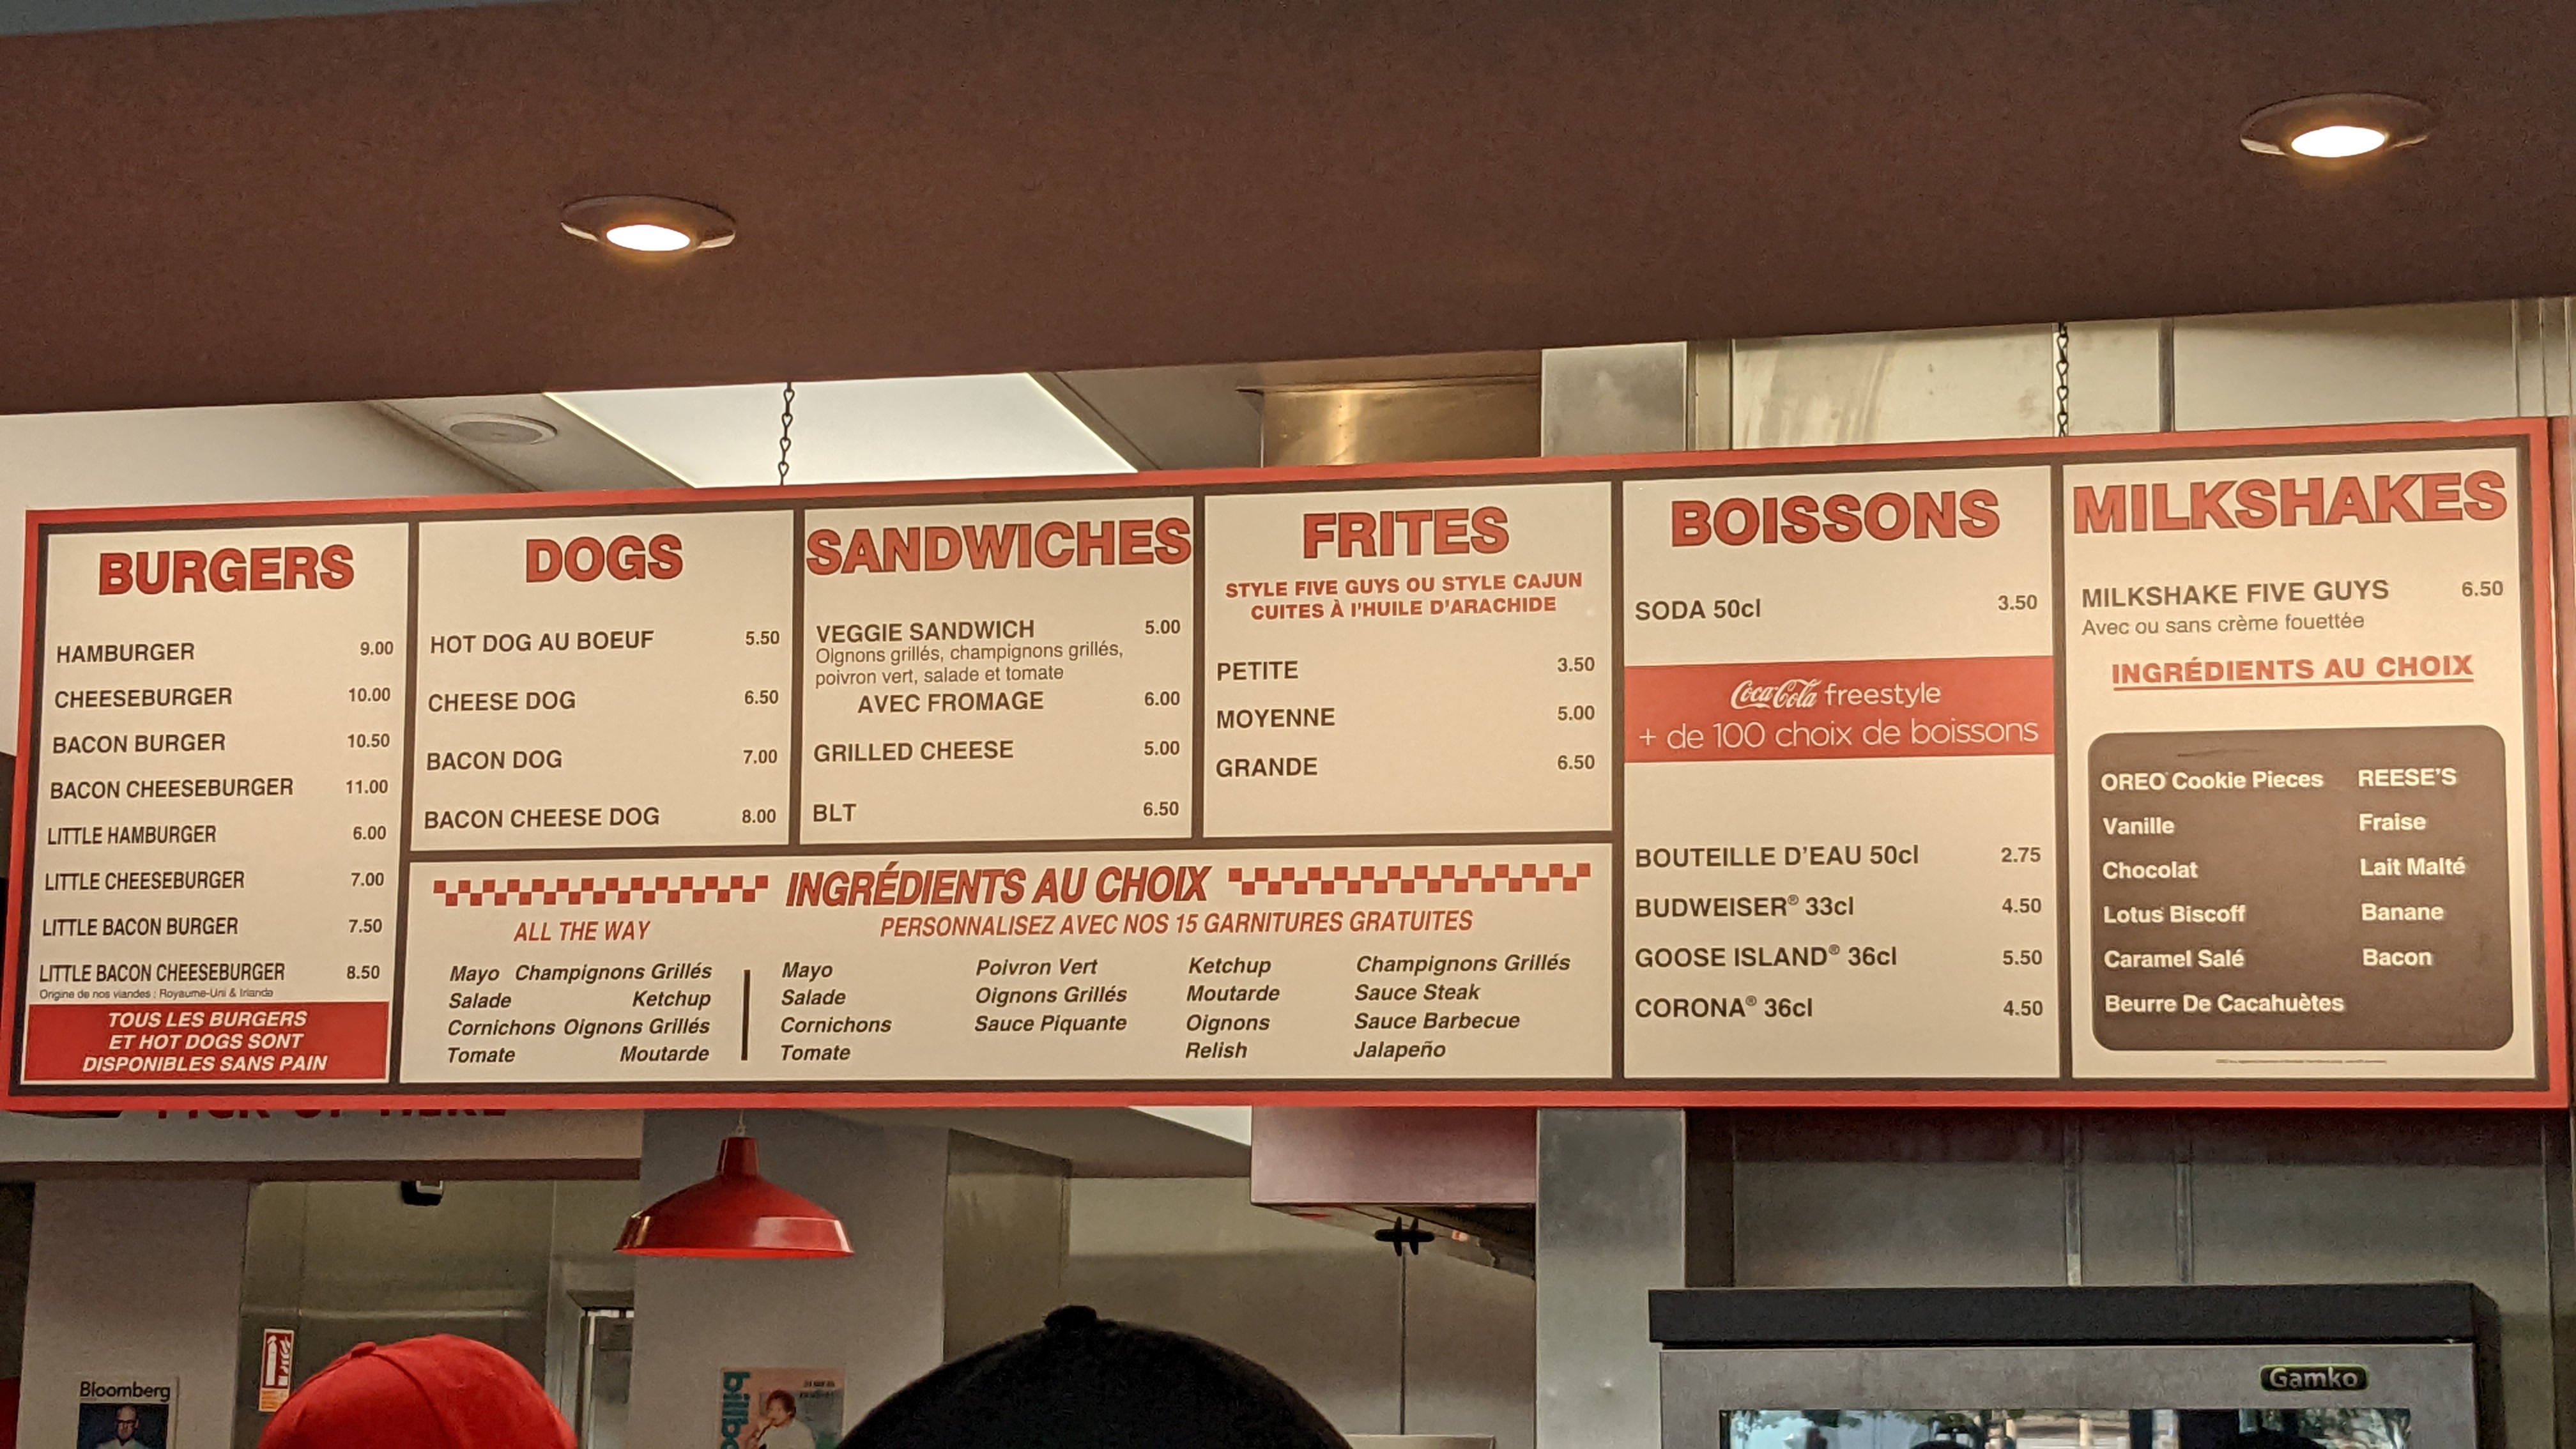 BURGERS
HAMBURGER 9.00
CHEESEBURGER 10.00
BACON BURGER 10.50
BACON CHEESEBURGER 11.00
LITTLE HAMBURGER 6.00
LITTLE CHEESEBURGER 7.00
LITTLE BACON BURGER 7.50
LITTLE BACON CHEESEBURGER 8.50
Origine de nos viandes : Royaume-Uni & Irlande
TOUS LES BURGERS
ET HOT DOGS SONT
DISPONIBLES SANS PAIN
DOGS
HOT DOG AU BOEUF 5.50
CHEESE DOG 6.50
BACON DOG 7.00
BACON CHEESE DOG 8.00
SANDWICHES
VEGGIE SANDWICH 5.00
Oignons grillés, champignons grillés,
poivron vert, salade et tomate
AVEC FROMAGE 6.00
GRILLED CHEESE 5.00
BLT 6.50
FRITES
STYLE FIVE GUYS OU STYLE CAJUN
CUITES À l'HUILE D'ARACHIDE
PETITE 3.50
MOYENNE 5.00
GRANDE 6.50
INGRÉDIENTS AU CHOIX
ALL THE WAY
Mayo Champignons Grillés
Salade Ketchup
Cornichons Oignons Grillés
Tomate Moutarde
PERSONNALISEZ AVEC NOS 15 GARNITURES GRATUITES
Mayo Poivron Vert Ketchup Champignons Grillés
Salade Oignons Grillés Moutarde Sauce Steak
Cornichons Sauce Piquante Oignons Sauce Barbecue
Tomate Relish Jalapeño
BOISSONS
SODA 50cl 3.50
Coca-Cola freestyle
+ de 100 choix de boissons
BOUTEILLE D'EAU 50cl 2.75
BUDWEISER® 33cl 4.50
GOOSE ISLAND® 36cl 5.50
CORONA® 36cl 4.50
MILKSHAKES
MILKSHAKE FIVE GUYS 6.50
Avec ou sans crème fouettée
INGRÉDIENTS AU CHOIX
OREO Cookie Pieces REESE'S
Vanille Fraise
Chocolat Lait Malté
Lotus Biscoff Banane
Caramel Salé Bacon
Beurre De Cacahuètes
PICK UP HERE
Bloomberg
Gamko